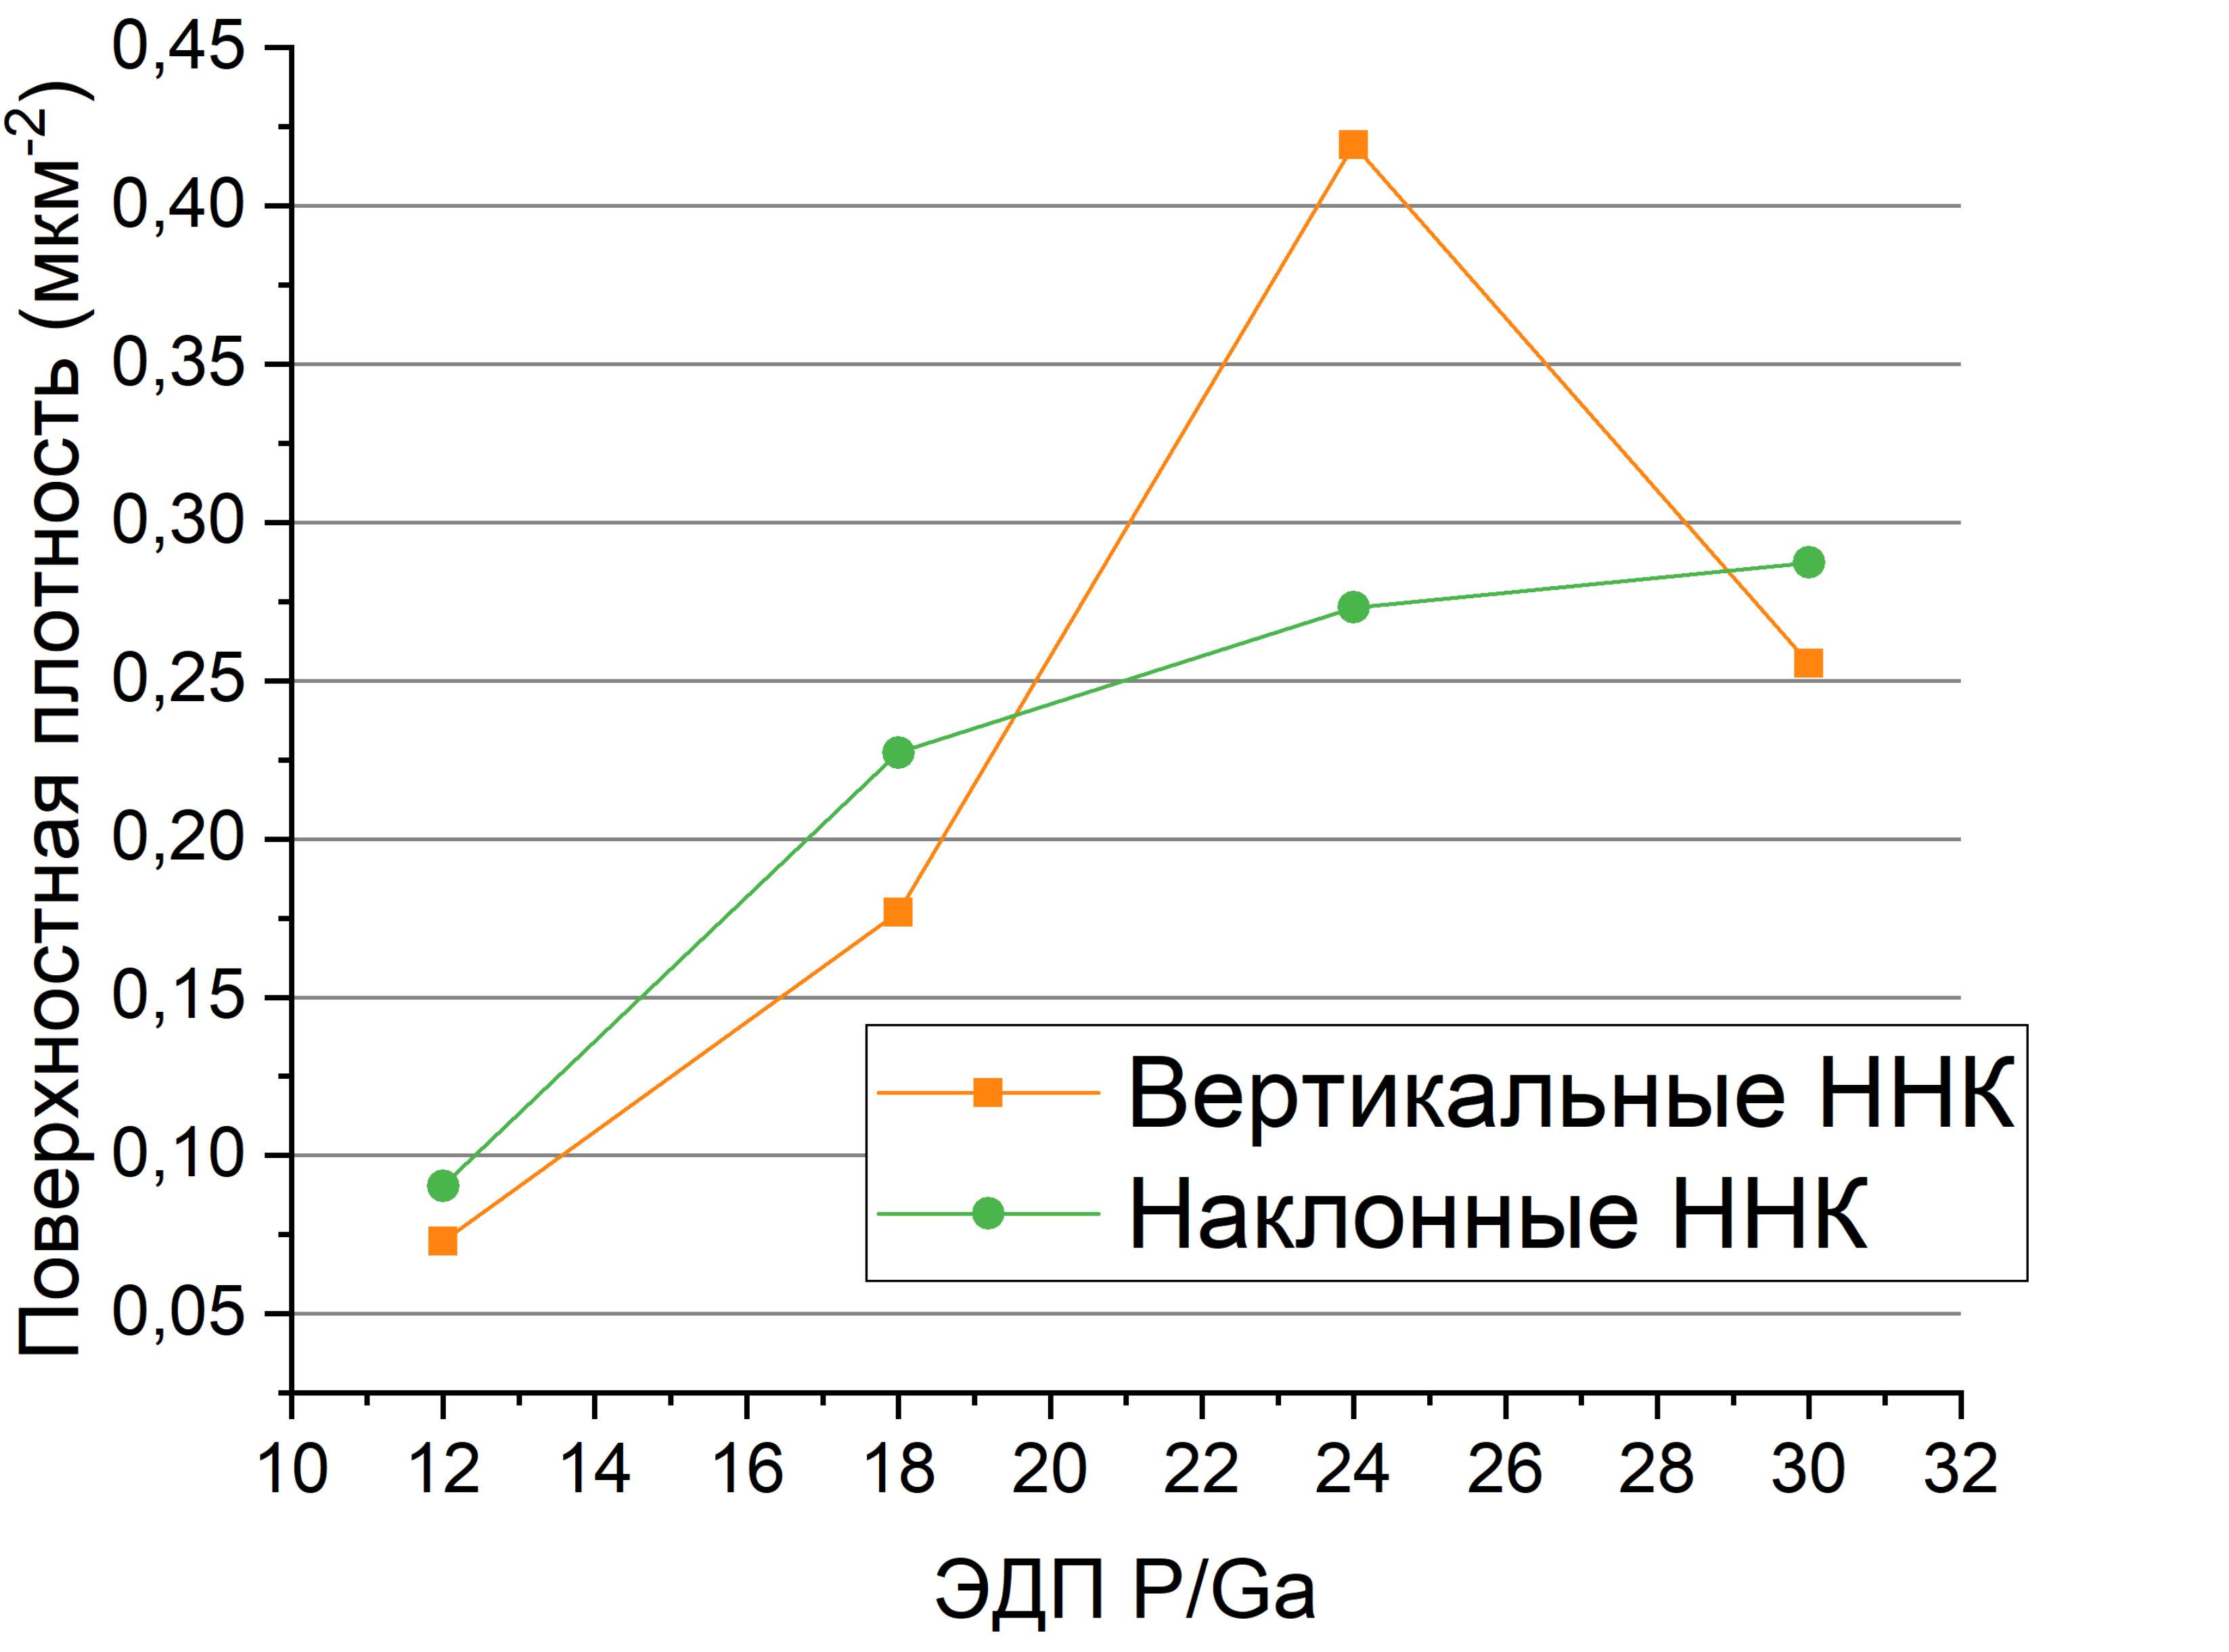 Поверхностная плотность (мкм⁻²)
0,45
0,40
0,35
0,30
0,25
0,20
0,15
0,10
0,05
Вертикальные ННК
Наклонные ННК
10 12 14 16 18 20 22 24 26 28 30 32
ЭДП P/Ga